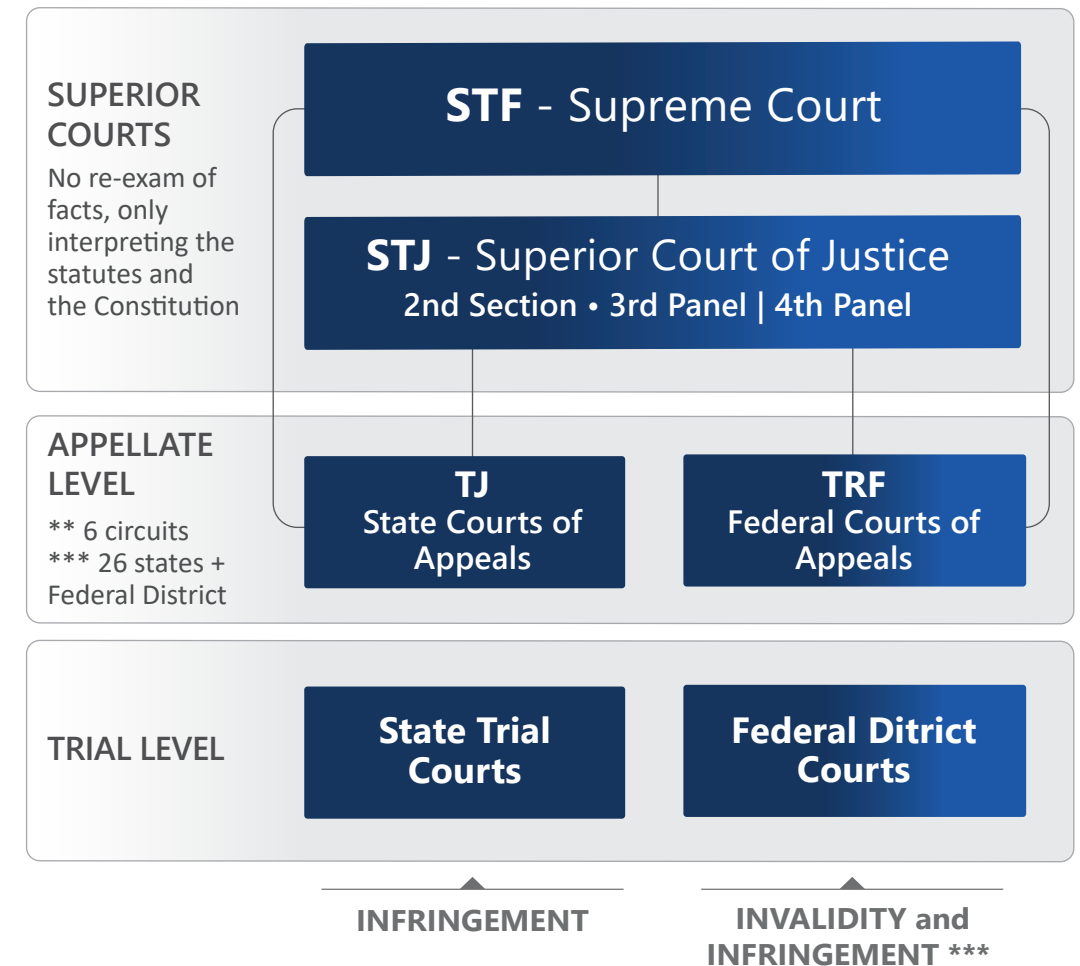 SUPERIOR
COURTS
No re-exam of
facts, only
interpreting the
statutes and
the Constitution
STF - Supreme Court
STJ - Superior Court of Justice
2nd Section • 3rd Panel | 4th Panel
APPELLATE
LEVEL
** 6 circuits
*** 26 states +
Federal District
TJ
State Courts of
Appeals
TRF
Federal Courts of
Appeals
TRIAL LEVEL
State Trial
Courts
Federal Ditrict
Courts
INFRINGEMENT
INVALIDITY and
INFRINGEMENT ***